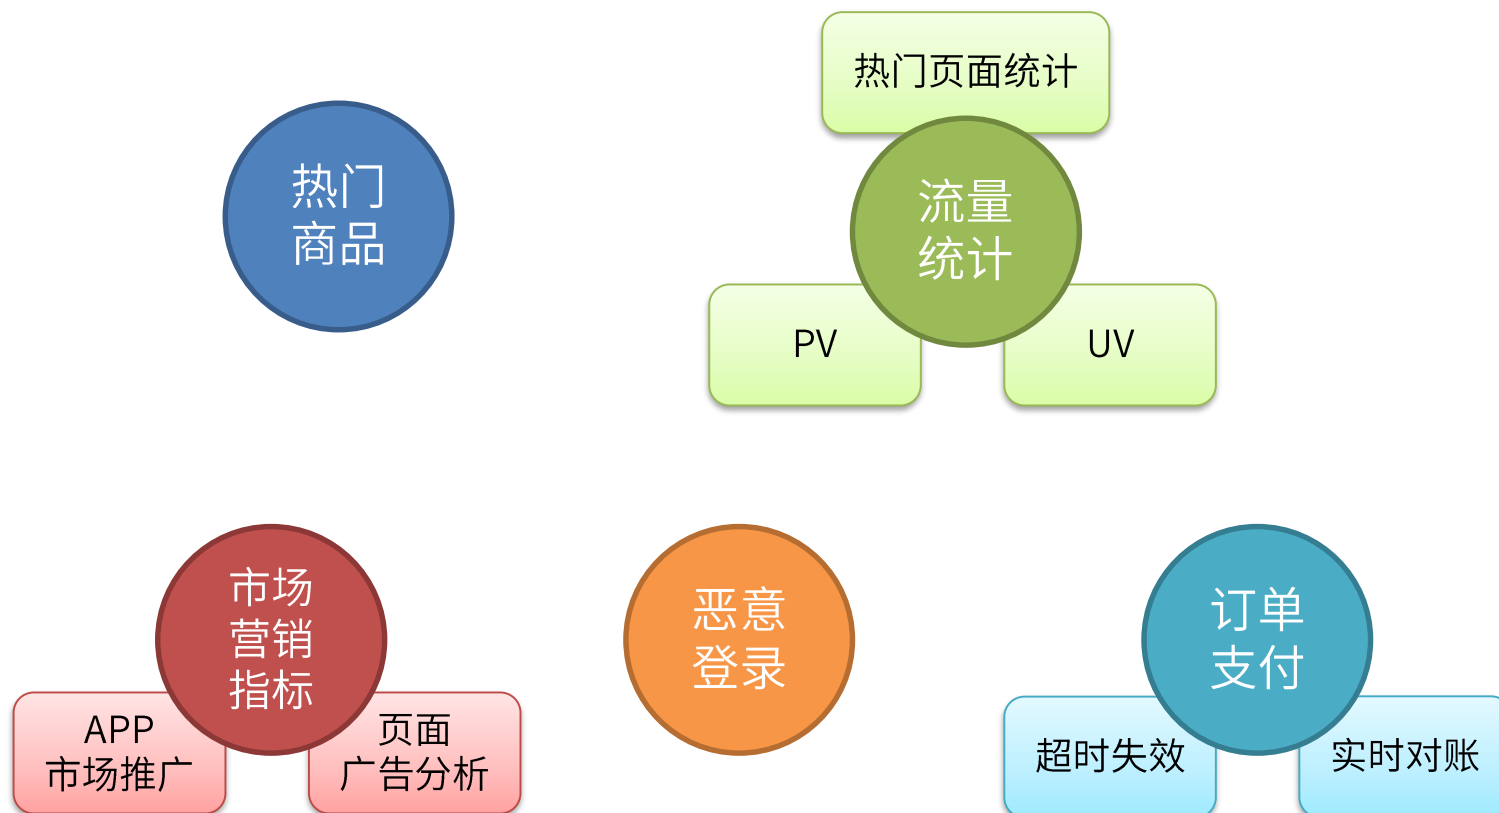 热门页面统计
热门
商品
流量
统计
PV
UV
市场
营销
指标
APP
市场推广
页面
广告分析
恶意
登录
订单
支付
超时失效
实时对账